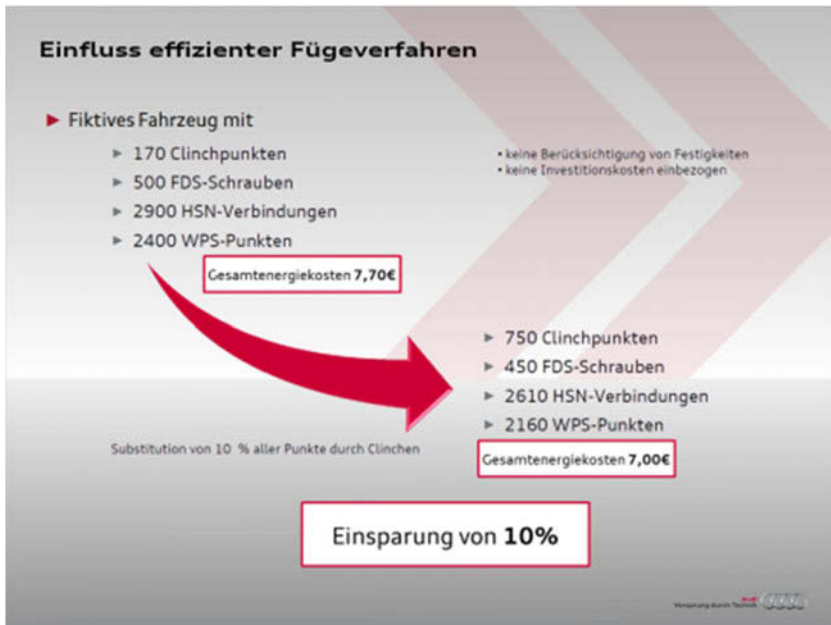 Einfluss effizienter Fügeverfahren
Fiktives Fahrzeug mit
170 Clinchpunkten
500 FDS-Schrauben
2900 HSN-Verbindungen
2400 WPS-Punkten
Gesamtenergiekosten 7,70€
• keine Berücksichtigung von Festigkeiten
• keine Investitionskosten einbezogen
750 Clinchpunkten
450 FDS-Schrauben
2610 HSN-Verbindungen
2160 WPS-Punkten
Gesamtenergiekosten 7,00€
Substitution von 10 % aller Punkte durch Clinchen
Einsparung von 10%
Vorsprung durch Technik